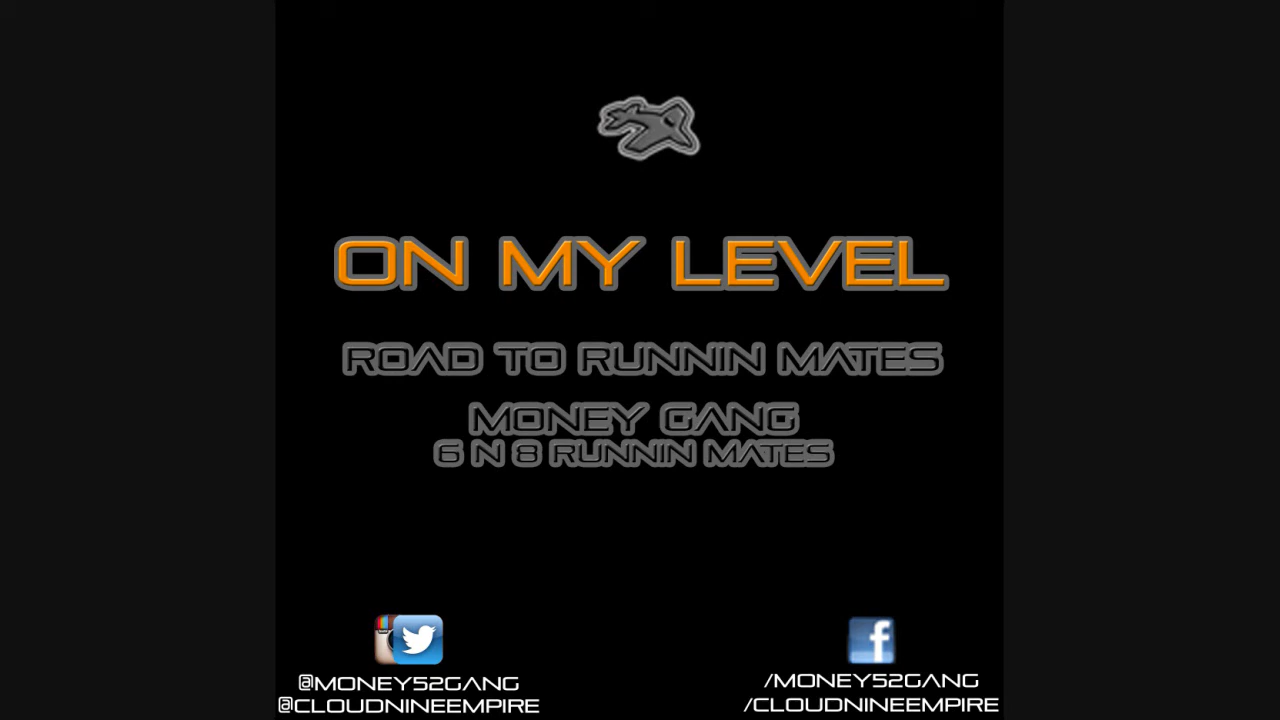 ON MY LEVEL
ROAD TO RUNNIN MATES
MONEY GANG
6 N 8 RUNNIN MATES
@MONEY52GANG
@CLOUDNINEEMPIRE
/MONEY52GANG
/CLOUDNINEEMPIRE